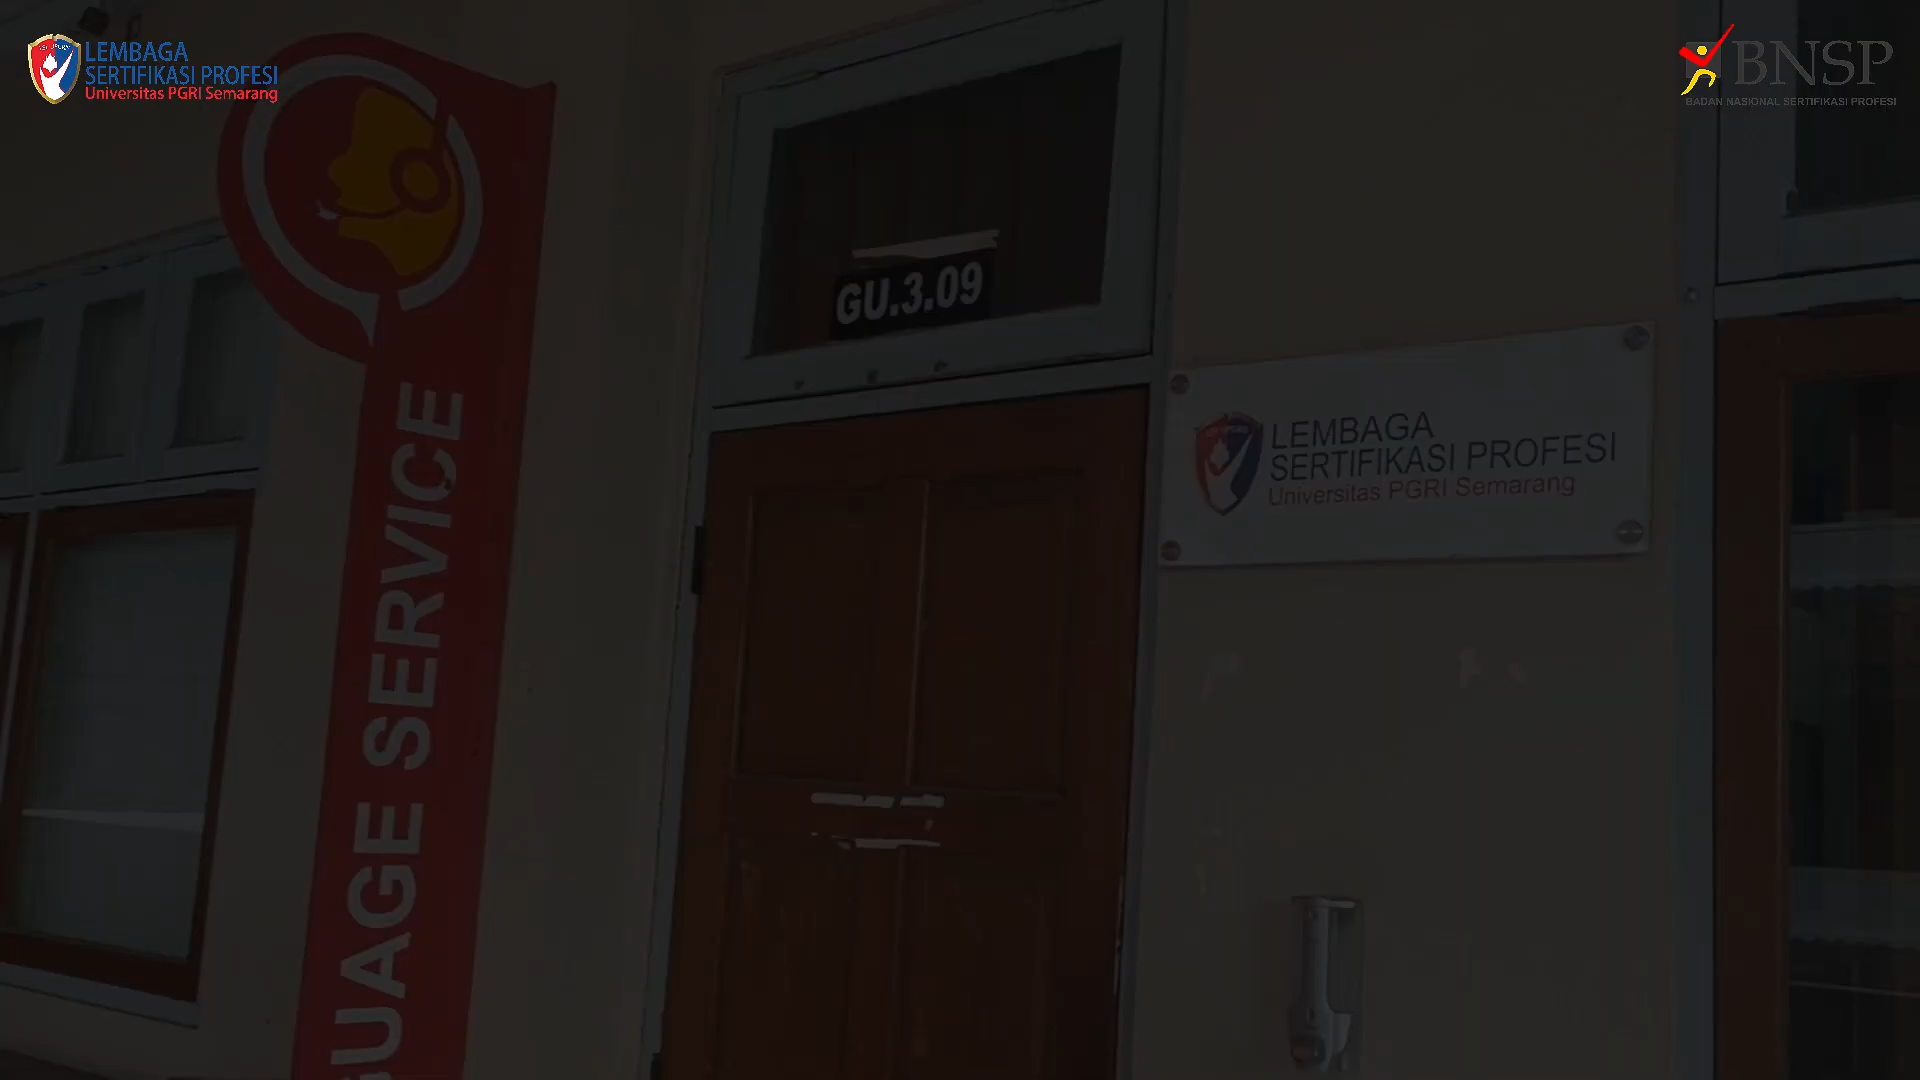 LEMBAGA
SERTIFIKASI PROFESI
Universitas PGRI Semarang
BNSP
BADAN NASIONAL SERTIFIKASI PROFESI
GU.3.09
LEMBAGA
SERTIFIKASI PROFESI
Universitas PGRI Semarang
GUAGE SERVICE